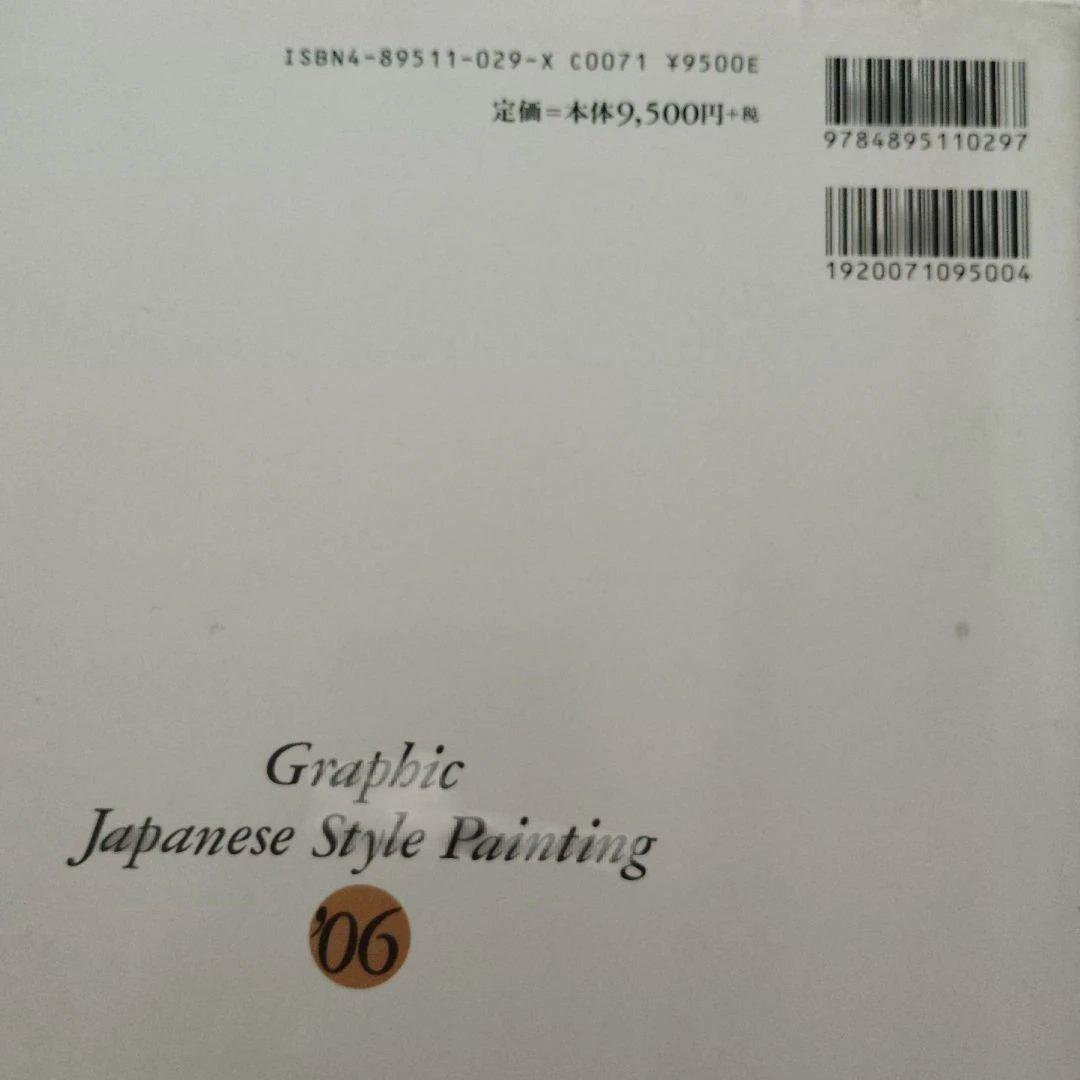 ISBN4-89511-029-X C0071 ¥9500E
定価=本体9,500円+税
9784895110297
1920071095004
Graphic
Japanese Style Painting
'06